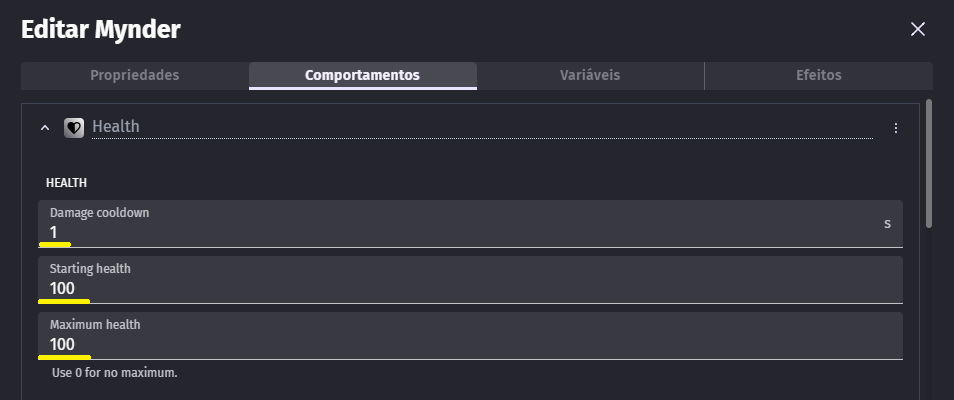 Editar Mynder
Propriedades Comportamentos Variáveis Efeitos
Health
HEALTH
Damage cooldown
1 s
Starting health
100
Maximum health
100
Use 0 for no maximum.